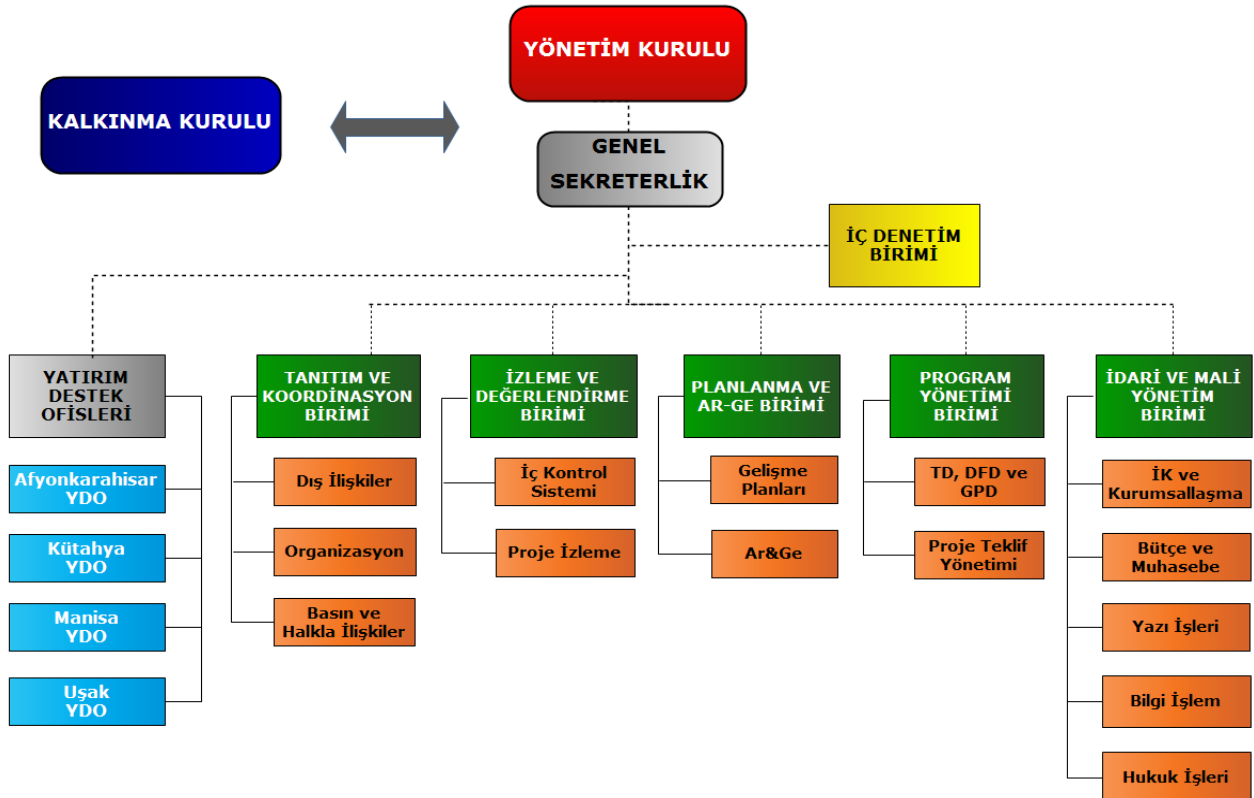 YÖNETİM KURULU
KALKINMA KURULU
GENEL
SEKRETERLİK
İÇ DENETİM
BİRİMİ
YATIRIM
DESTEK
OFİSLERİ
Afyonkarahisar
YDO
Kütahya
YDO
Manisa
YDO
Uşak
YDO
TANITIM VE
KOORDİNASYON
BİRİMİ
Dış İlişkiler
Organizasyon
Basın ve
Halkla İlişkiler
İZLEME VE
DEĞERLENDİRME
BİRİMİ
İç Kontrol
Sistemi
Proje İzleme
PLANLANMA VE
AR-GE BİRİMİ
Gelişme
Planları
Ar&Ge
PROGRAM
YÖNETİMİ
BİRİMİ
TD, DFD ve
GPD
Proje Teklif
Yönetimi
İDARİ VE MALİ
YÖNETİM
BİRİMİ
İK ve
Kurumsallaşma
Bütçe ve
Muhasebe
Yazı İşleri
Bilgi İşlem
Hukuk İşleri